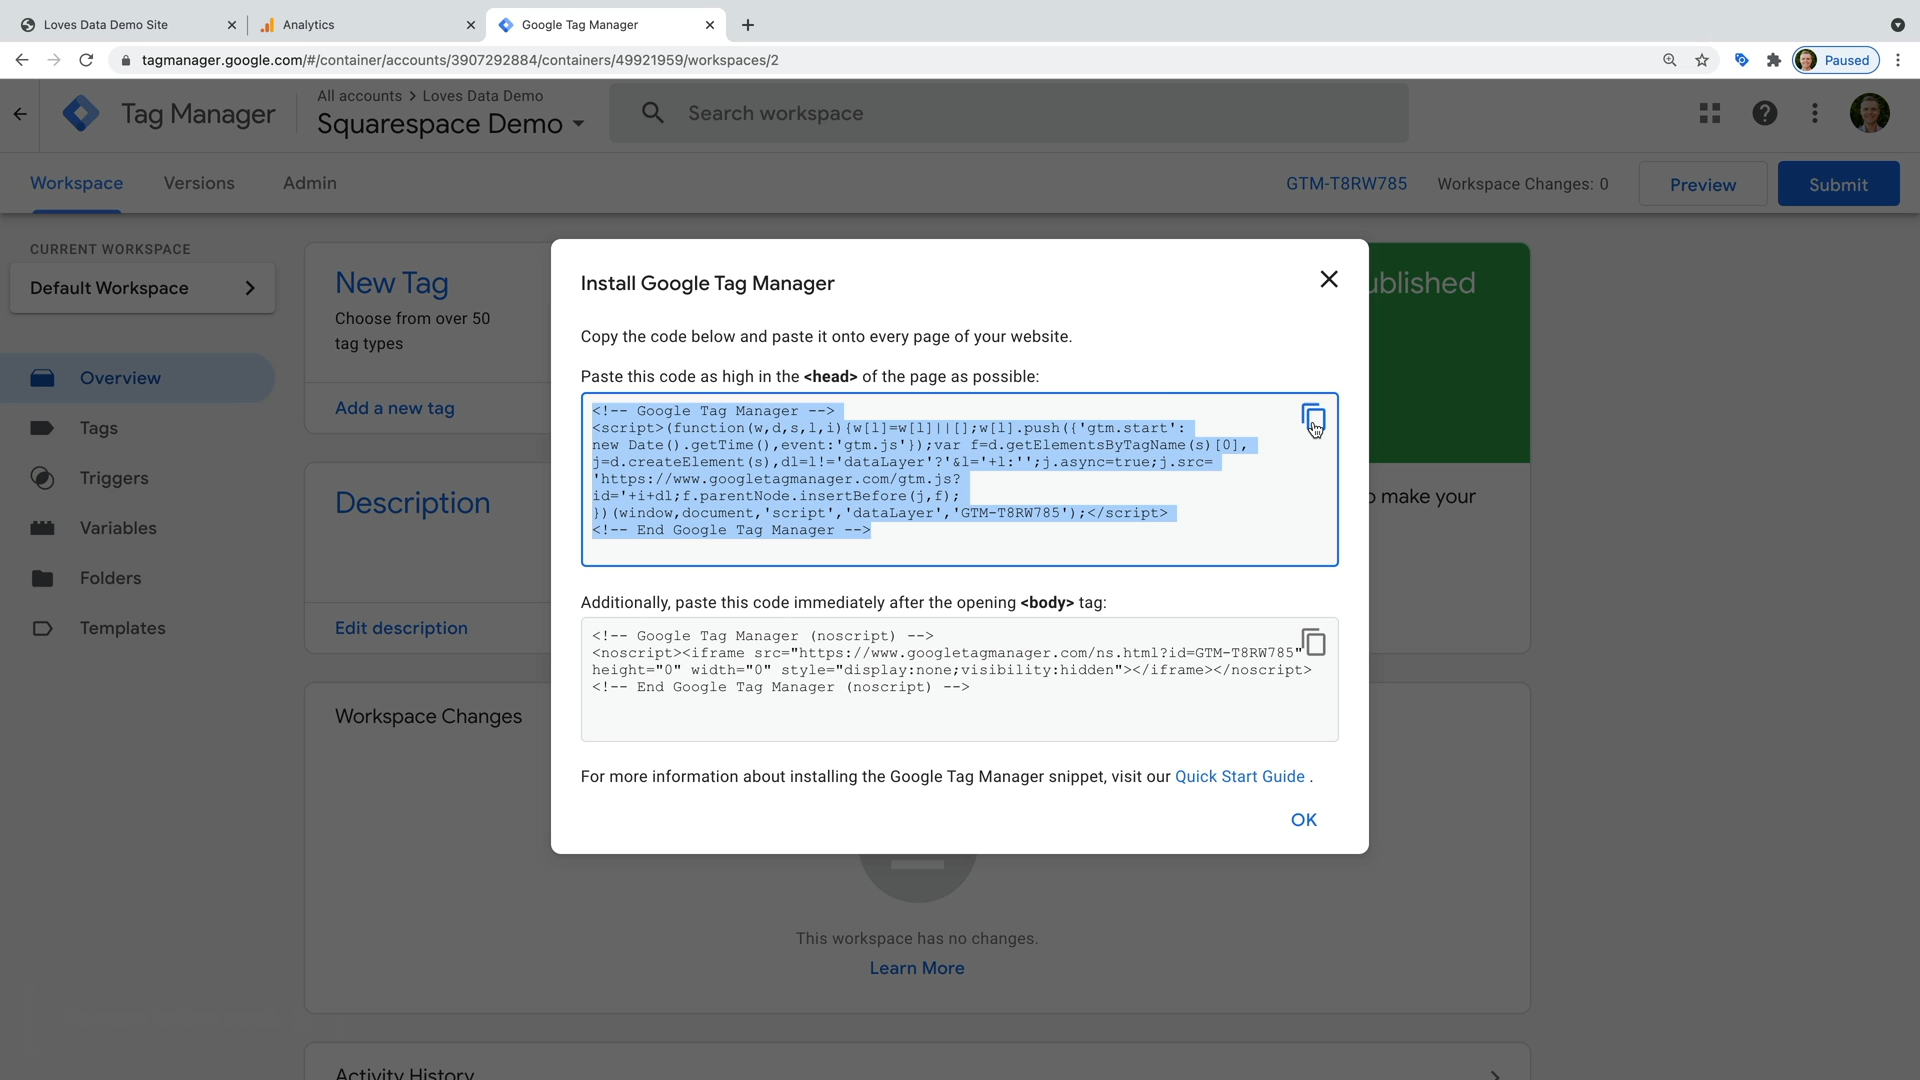 Loves Data Demo Site
Analytics
Google Tag Manager
tagmanager.google.com/#/container/accounts/3907292884/containers/49921959/workspaces/2
Paused
Tag Manager
All accounts > Loves Data Demo
Squarespace Demo
Search workspace
Workspace
Versions
Admin
GTM-T8RW785
Workspace Changes: 0
Preview
Submit
CURRENT WORKSPACE
Default Workspace
Overview
Tags
Triggers
Variables
Folders
Templates
New Tag
Choose from over 50
tag types
Add a new tag
Description
Edit description
Workspace Changes
This workspace has no changes.
Learn More
Activity History
ublished
o make your
Install Google Tag Manager
Copy the code below and paste it onto every page of your website.
Paste this code as high in the <head> of the page as possible:
<!-- Google Tag Manager -->
<script>(function(w,d,s,l,i){w[l]=w[l]||[];w[l].push({'gtm.start':
new Date().getTime(),event:'gtm.js'});var f=d.getElementsByTagName(s)[0],
j=d.createElement(s),dl=l!='dataLayer'?'&l='+l:'';j.async=true;j.src=
'https://www.googletagmanager.com/gtm.js?
id='+i+dl;f.parentNode.insertBefore(j,f);
})(window,document,'script','dataLayer','GTM-T8RW785');</script>
<!-- End Google Tag Manager -->
Additionally, paste this code immediately after the opening <body> tag:
<!-- Google Tag Manager (noscript) -->
<noscript><iframe src="https://www.googletagmanager.com/ns.html?id=GTM-T8RW785"
height="0" width="0" style="display:none;visibility:hidden"></iframe></noscript>
<!-- End Google Tag Manager (noscript) -->
For more information about installing the Google Tag Manager snippet, visit our Quick Start Guide .
OK